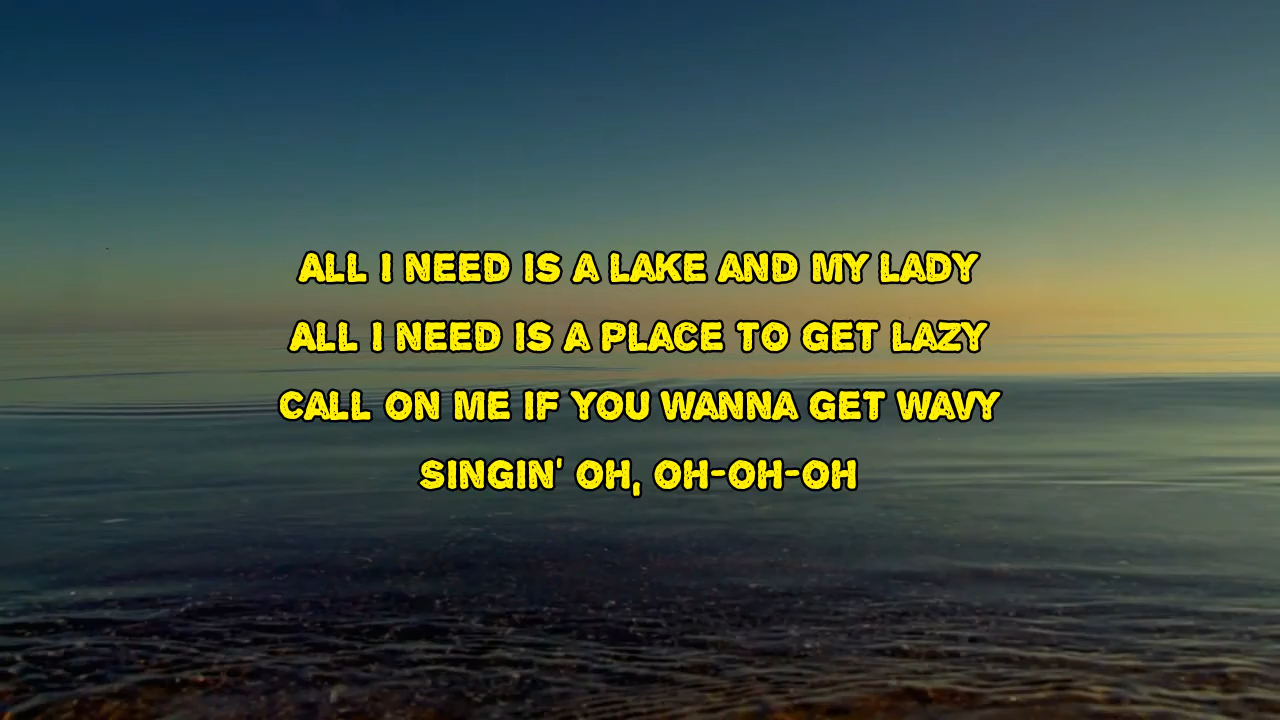 ALL I NEED IS A LAKE AND MY LADY
ALL I NEED IS A PLACE TO GET LAZY
CALL ON ME IF YOU WANNA GET WAVY
SINGIN' OH, OH-OH-OH